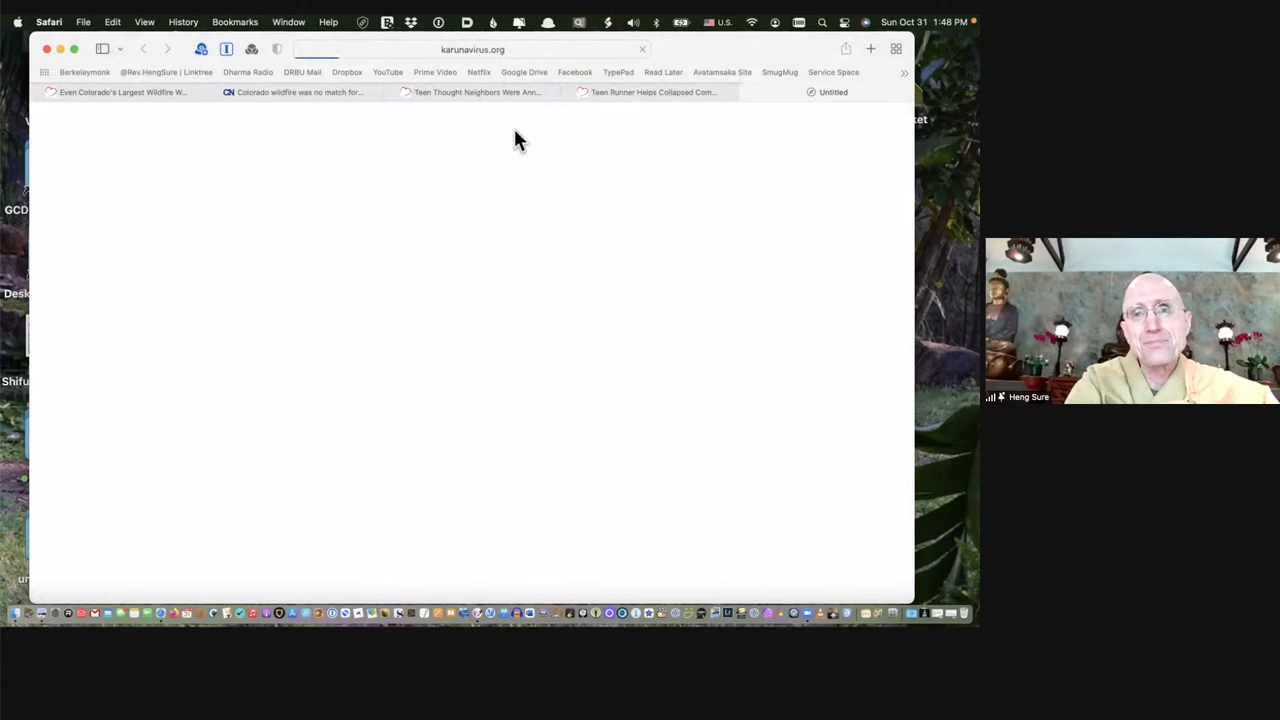 Safari File Edit View History Bookmarks Window Help U.S. Sun Oct 31 1:48 PM
karunavirus.org
Berkeleymonk @Rev.HengSure | Linktree Dharma Radio DRBU Mail Dropbox YouTube Prime Video Netflix Google Drive Facebook TypePad Read Later Avatamsaka Site SmugMug Service Space
Even Colorado's Largest Wildfire W... Colorado wildfire was no match for... Teen Thought Neighbors Were Ann... Teen Runner Helps Collapsed Com... Untitled
GCD
Desk
Shifu
Heng Sure